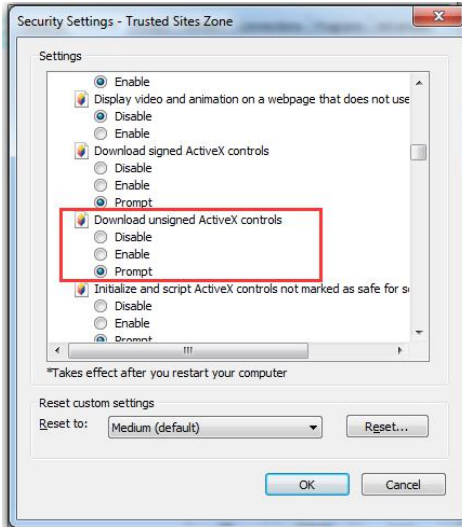 Security Settings - Trusted Sites Zone
Settings
Enable
Display video and animation on a webpage that does not use
Disable
Enable
Download signed ActiveX controls
Disable
Enable
Prompt
Download unsigned ActiveX controls
Disable
Enable
Prompt
Initialize and script ActiveX controls not marked as safe for
Disable
Enable
Prompt
*Takes effect after you restart your computer
Reset custom settings
Reset to:
Medium (default)
Reset...
OK
Cancel